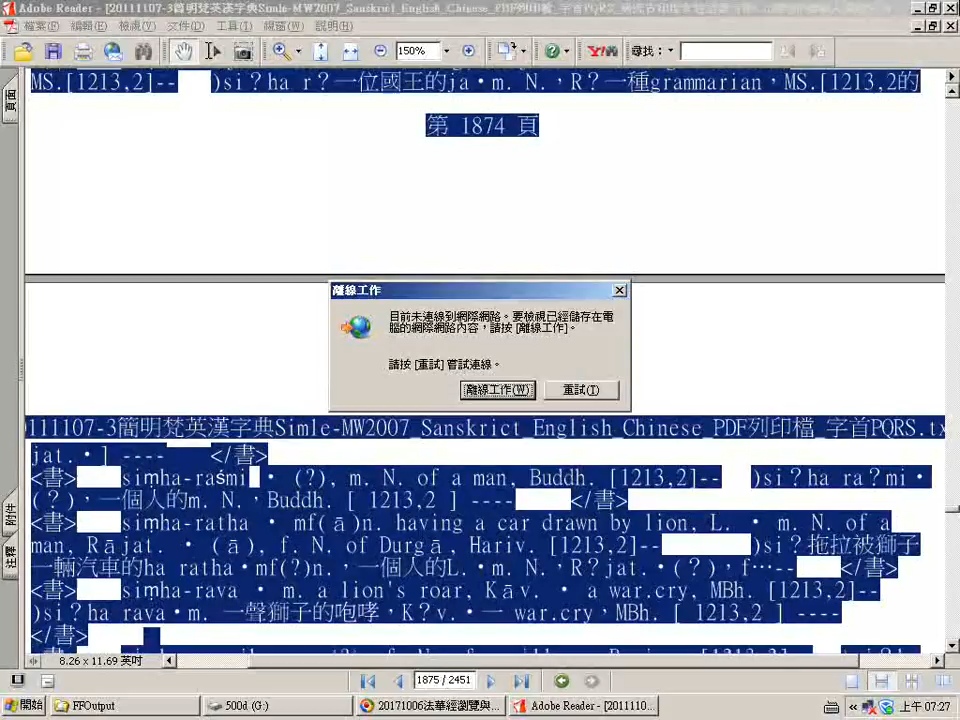 Adobe Reader - [20111107-3簡明梵英漢字典Simle-MW2007_Sanskrict_English_Chinese_PDF列印檔_字首PQRS
檔案(F) 編輯(E) 檢視(V) 文件(D) 工具(T) 視窗(W) 說明(H)
150% Y! 尋找：
頁面
MS.[1213,2]-- )si？ha r？一位國王的ja・m. N.，R？一種grammarian，MS.[1213,2的
第 1874 頁
離線工作
目前未連線到網際網路。要檢視已經儲存在電
腦的網際網路內容，請按 [離線工作]。
請按 [重試] 嘗試連線。
離線工作(W) 重試(T)
111107-3簡明梵英漢字典Simle-MW2007_Sanskrict_English_Chinese_PDF列印檔_字首PQRS.tx
jat.・] ---- </書>
<書> siṃha-raśmi ・ (?), m. N. of a man, Buddh. [1213,2]-- )si？ha ra？mi・
(？)，一個人的m. N.，Buddh. [ 1213,2 ] ---- </書>
<書> siṃha-ratha ・ mf(ā)n. having a car drawn by lion, L. ・ m. N. of a
man, Rājat. ・ (ā), f. N. of Durgā, Hariv. [1213,2]-- )si？拖拉被獅子
一輛汽車的ha ratha・mf(?)n.，一個人的L.・m. N.，R？jat.・(？)，f…-- </書>
<書> siṃha-rava ・ m. a lion's roar, Kāv. ・ a war.cry, MBh. [1213,2]--
)si？ha rava・m. 一聲獅子的咆哮，K？v.・一 war.cry，MBh. [ 1213,2 ] ----
</書>
附件
注釋
8.26 x 11.69 英吋
1875 / 2451
開始 FFOutput 500d (G:) 20171006法華經瀏覽與... Adobe Reader - [2011110... 上午 07:27